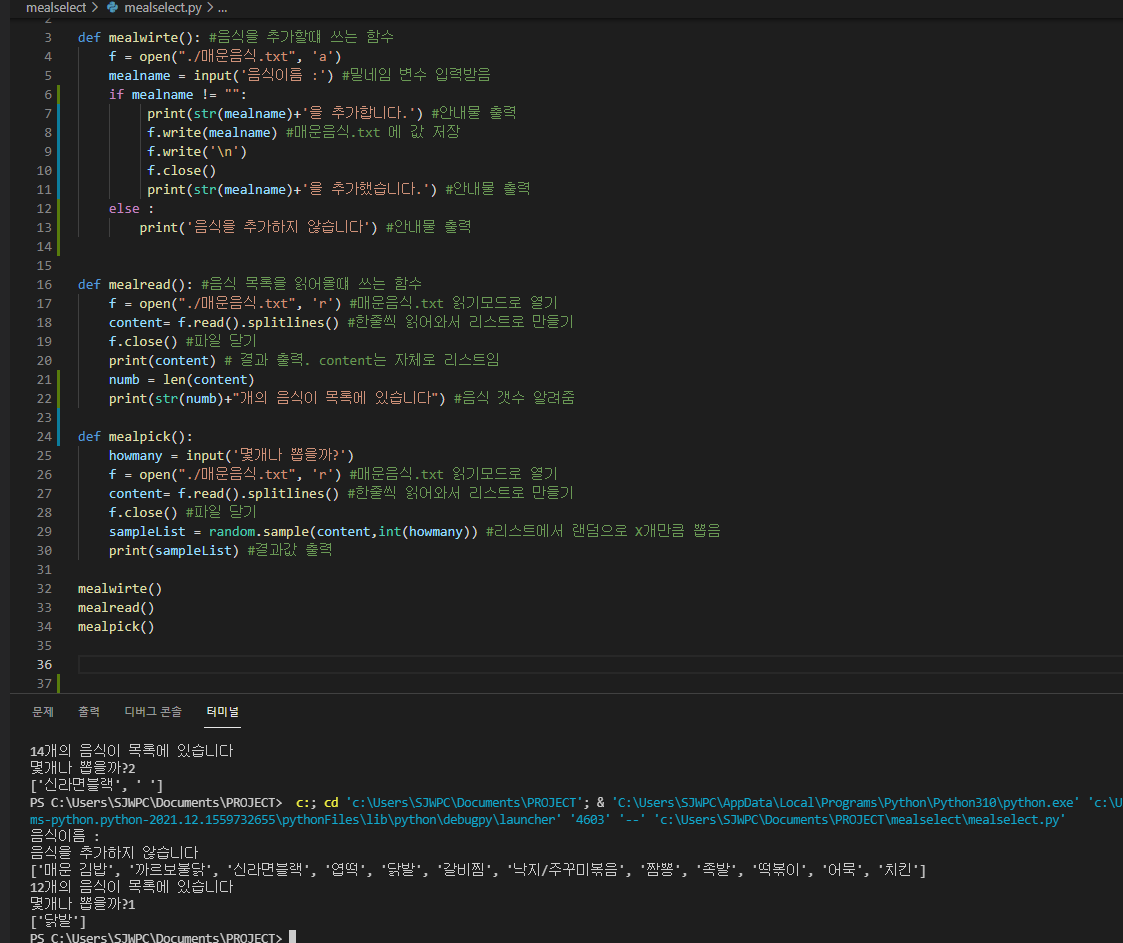 mealselect > mealselect.py > ...
2
3 def mealwirte(): #음식을 추가할때 쓰는 함수
4 f = open("./매운음식.txt", 'a')
5 mealname = input('음식이름 :') #밀네임 변수 입력받음
6 if mealname != "":
7 print(str(mealname)+'을 추가합니다.') #안내물 출력
8 f.write(mealname) #매운음식.txt 에 값 저장
9 f.write('\n')
10 f.close()
11 print(str(mealname)+'을 추가했습니다.') #안내물 출력
12 else :
13 print('음식을 추가하지 않습니다') #안내물 출력
14
15
16 def mealread(): #음식 목록을 읽어올떄 쓰는 함수
17 f = open("./매운음식.txt", 'r') #매운음식.txt 읽기모드로 열기
18 content= f.read().splitlines() #한줄씩 읽어와서 리스트로 만들기
19 f.close() #파일 닫기
20 print(content) # 결과 출력. content는 자체로 리스트임
21 numb = len(content)
22 print(str(numb)+"개의 음식이 목록에 있습니다") #음식 갯수 알려줌
23
24 def mealpick():
25 howmany = input('몇개나 뽑을까?')
26 f = open("./매운음식.txt", 'r') #매운음식.txt 읽기모드로 열기
27 content= f.read().splitlines() #한줄씩 읽어와서 리스트로 만들기
28 f.close() #파일 닫기
29 sampleList = random.sample(content,int(howmany)) #리스트에서 랜덤으로 X개만큼 뽑음
30 print(sampleList) #결과값 출력
31
32 mealwirte()
33 mealread()
34 mealpick()
35
36
37
문제 출력 디버그 콘솔 터미널
14개의 음식이 목록에 있습니다
몇개나 뽑을까?2
['신라면블랙', ' ']
PS C:\Users\SJWPC\Documents\PROJECT> c:; cd 'c:\Users\SJWPC\Documents\PROJECT'; & 'C:\Users\SJWPC\AppData\Local\Programs\Python\Python310\python.exe' 'c:\U
ms-python.python-2021.12.1559732655\pythonFiles\lib\python\debugpy\launcher' '4603' '--' 'c:\Users\SJWPC\Documents\PROJECT\mealselect\mealselect.py'
음식이름 :
음식을 추가하지 않습니다
['매운 김밥', '까르보불닭', '신라면블랙', '엽떡', '닭발', '갈비찜', '낙지/주꾸미볶음', '짬뽕', '족발', '떡볶이', '어묵', '치킨']
12개의 음식이 목록에 있습니다
몇개나 뽑을까?1
['닭발']
PS C:\Users\SJWPC\Documents\PROJECT>